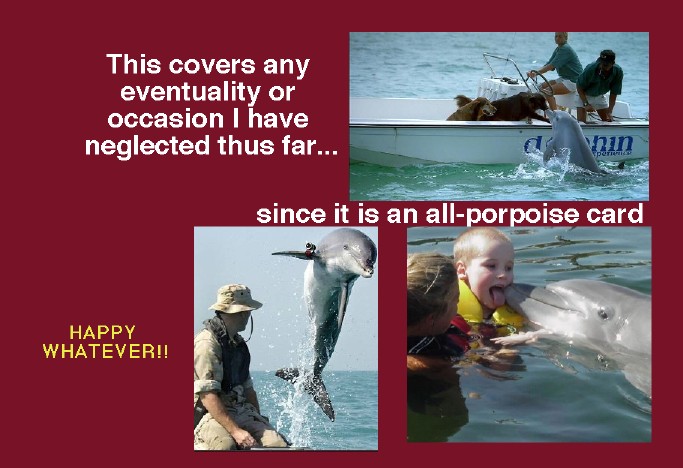 This covers any
eventuality or
occasion I have
neglected thus far...
since it is an all-porpoise card
HAPPY
WHATEVER!!